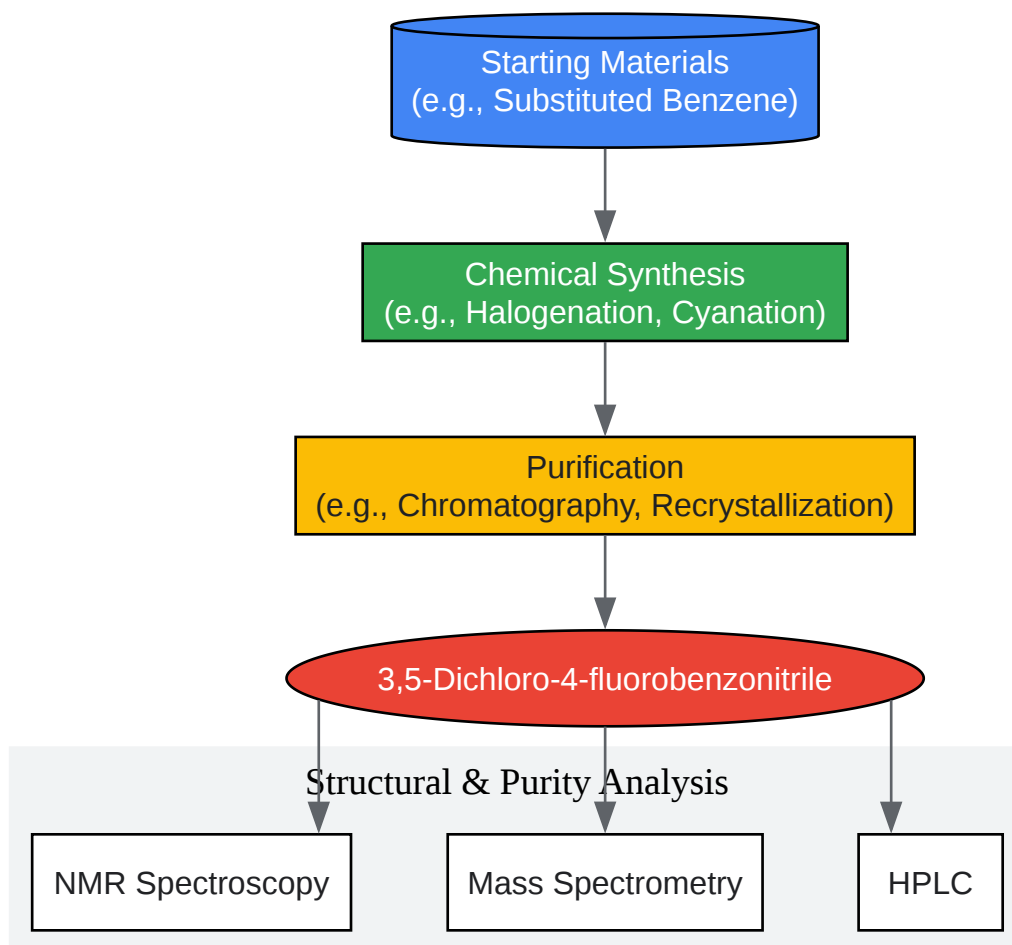 Starting Materials
(e.g., Substituted Benzene)
Chemical Synthesis
(e.g., Halogenation, Cyanation)
Purification
(e.g., Chromatography, Recrystallization)
3,5-Dichloro-4-fluorobenzonitrile
Structural & Purity Analysis
NMR Spectroscopy
Mass Spectrometry
HPLC